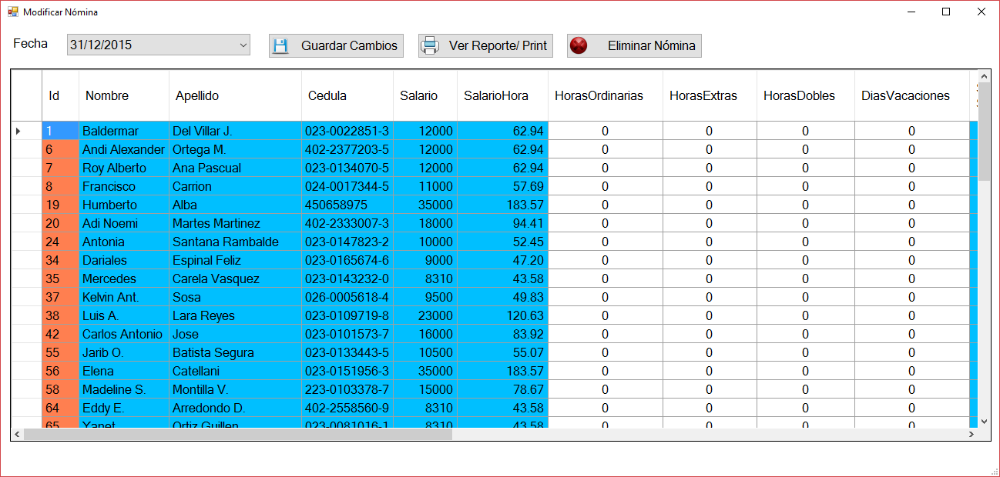 Modificar Nómina
Fecha 31/12/2015 Guardar Cambios Ver Reporte/ Print Eliminar Nómina
Id Nombre Apellido Cedula Salario SalarioHora HorasOrdinarias HorasExtras HorasDobles DiasVacaciones
1 Baldermar Del Villar J. 023-0022851-3 12000 62.94 0 0 0 0
6 Andi Alexander Ortega M. 402-2377203-5 12000 62.94 0 0 0 0
7 Roy Alberto Ana Pascual 023-0134070-5 12000 62.94 0 0 0 0
8 Francisco Carrion 024-0017344-5 11000 57.69 0 0 0 0
19 Humberto Alba 450658975 35000 183.57 0 0 0 0
20 Adi Noemi Martes Martinez 402-2333007-3 18000 94.41 0 0 0 0
24 Antonia Santana Rambalde 023-0147823-2 10000 52.45 0 0 0 0
34 Dariales Espinal Feliz 023-0165674-6 9000 47.20 0 0 0 0
35 Mercedes Carela Vasquez 023-0143232-0 8310 43.58 0 0 0 0
37 Kelvin Ant. Sosa 026-0005618-4 9500 49.83 0 0 0 0
38 Luis A. Lara Reyes 023-0109719-8 23000 120.63 0 0 0 0
42 Carlos Antonio Jose 023-0101573-7 16000 83.92 0 0 0 0
55 Jarib O. Batista Segura 023-0133443-5 10500 55.07 0 0 0 0
56 Elena Catellani 023-0151956-3 35000 183.57 0 0 0 0
58 Madeline S. Montilla V. 223-0103378-7 15000 78.67 0 0 0 0
64 Eddy E. Arredondo D. 402-2558560-9 8310 43.58 0 0 0 0
65 Yanet Ortiz Guillen 023-0081016-1 8310 43.58 0 0 0 0